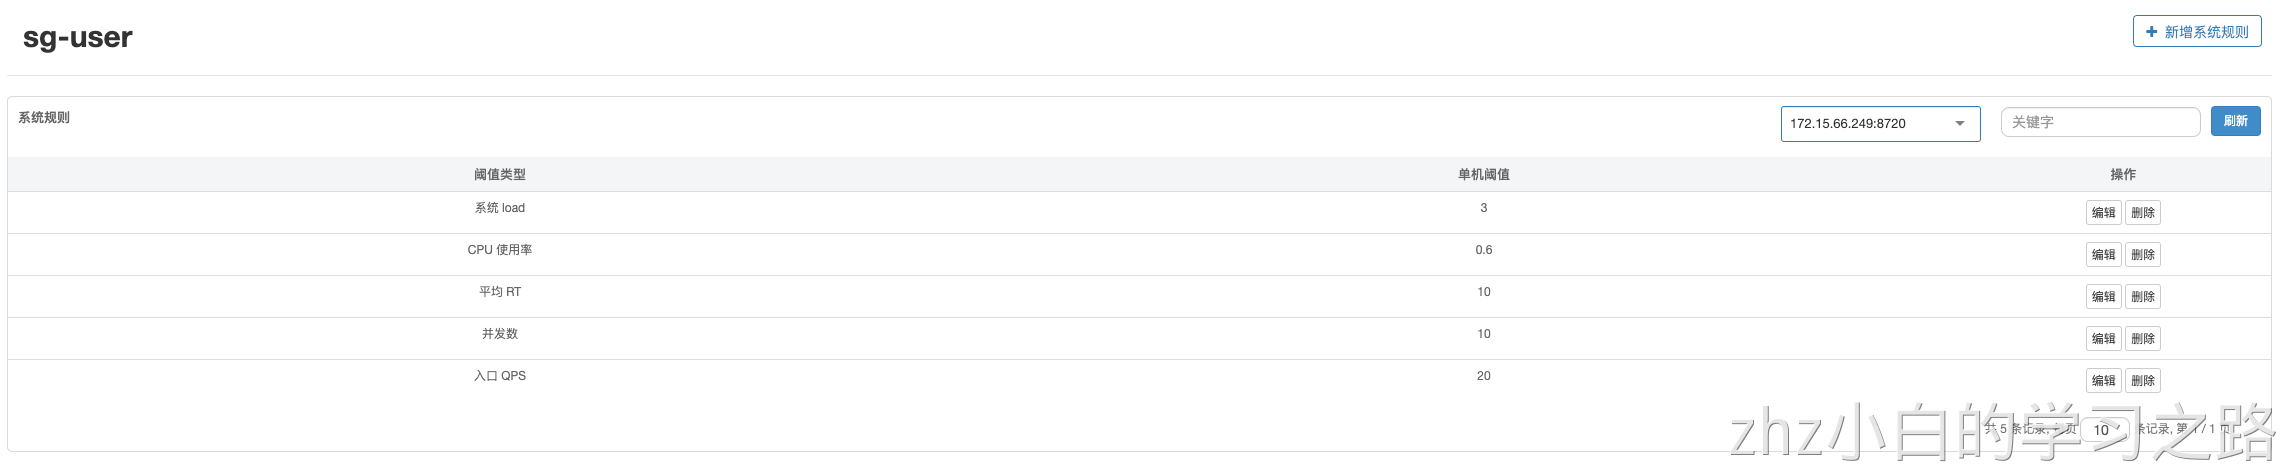 sg-user
新增系统规则
系统规则
172.15.66.249:8720
关键字
刷新
阈值类型 单机阈值 操作
系统 load 3 编辑 删除
CPU 使用率 0.6 编辑 删除
平均 RT 10 编辑 删除
并发数 10 编辑 删除
入口 QPS 20 编辑 删除
共 5 条记录, 每页 10 条记录, 第 1 / 1 页
zhz小白的学习之路